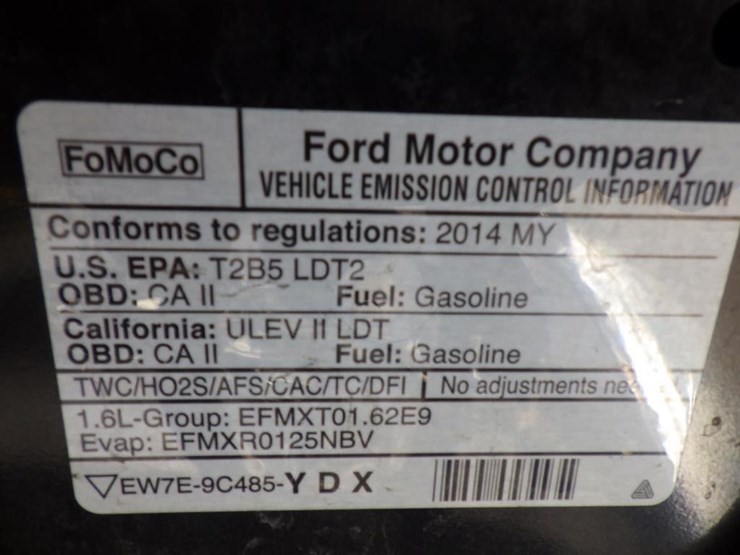 FoMoCo
Ford Motor Company
VEHICLE EMISSION CONTROL INFORMATION
Conforms to regulations: 2014 MY
U.S. EPA: T2B5 LDT2
OBD: CA II Fuel: Gasoline
California: ULEV II LDT
OBD: CA II Fuel: Gasoline
TWC/HO2S/AFS/CAC/TC/DFI No adjustments
1.6L-Group: EFMXT01.62E9
Evap: EFMXR0125NBV
EW7E-9C485-Y D X